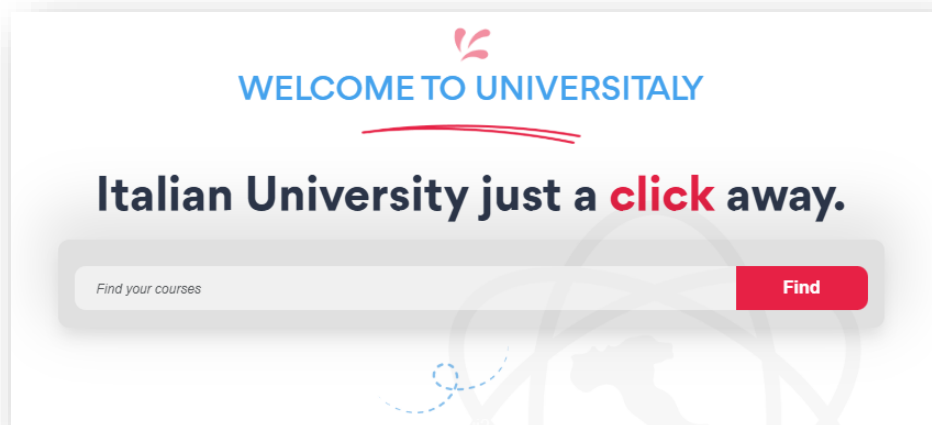 WELCOME TO UNIVERSITALY
Italian University just a click away.
Find your courses
Find